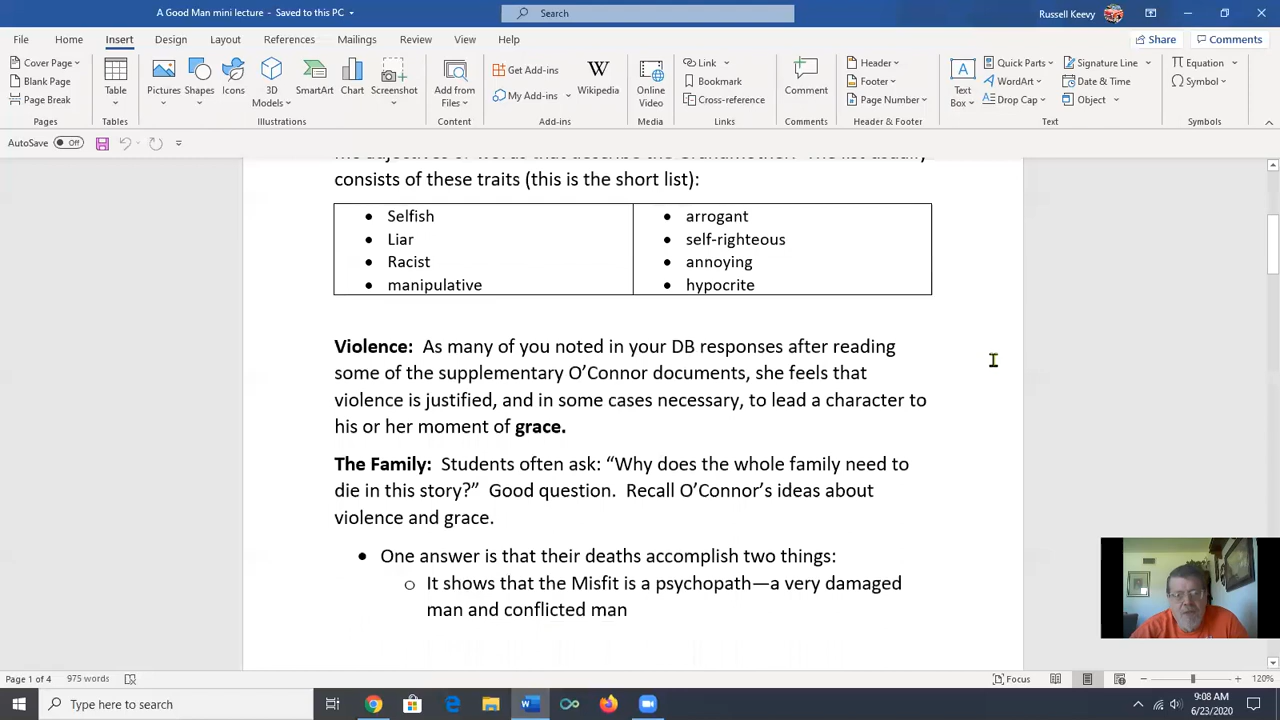 A Good Man mini lecture - Saved to this PC
Search
Russell Keevy
File Home Insert Design Layout References Mailings Review View Help
Share Comments
Cover Page
Blank Page
Page Break
Pages
Table
Tables
Pictures Shapes Icons 3D Models SmartArt Chart Screenshot
Illustrations
Add from Files
Content
Get Add-ins
My Add-ins
Wikipedia
Add-ins
Online Video
Media
Link
Bookmark
Cross-reference
Links
Comment
Comments
Header
Footer
Page Number
Header & Footer
Text Box
Quick Parts
WordArt
Drop Cap
Signature Line
Date & Time
Object
Text
Equation
Symbol
Symbols
AutoSave Off
me adjectives or words that describe the Grandmother. The list usually
consists of these traits (this is the short list):
• Selfish
• Liar
• Racist
• manipulative
• arrogant
• self-righteous
• annoying
• hypocrite
Violence: As many of you noted in your DB responses after reading
some of the supplementary O’Connor documents, she feels that
violence is justified, and in some cases necessary, to lead a character to
his or her moment of grace.
The Family: Students often ask: “Why does the whole family need to
die in this story?” Good question. Recall O’Connor’s ideas about
violence and grace.
• One answer is that their deaths accomplish two things:
o It shows that the Misfit is a psychopath—a very damaged
man and conflicted man
Page 1 of 4 975 words
Focus
120%
Type here to search
9:08 AM
6/23/2020